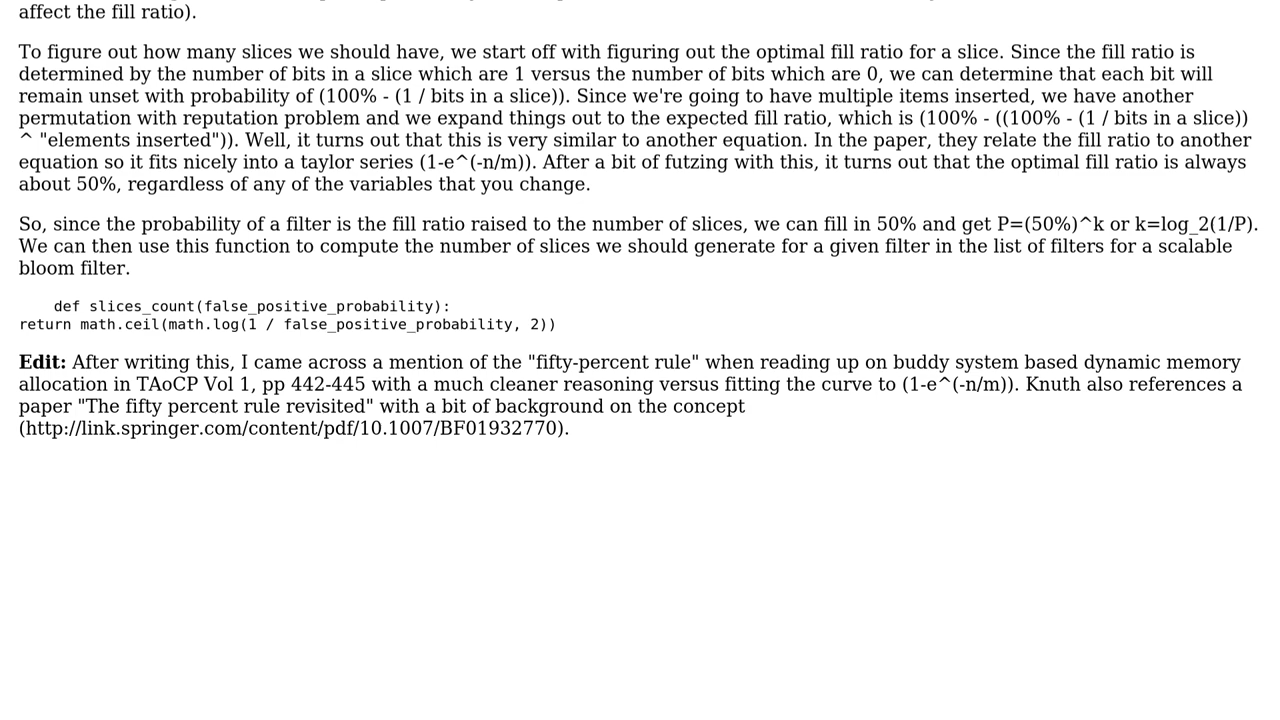 affect the fill ratio).
To figure out how many slices we should have, we start off with figuring out the optimal fill ratio for a slice. Since the fill ratio is
determined by the number of bits in a slice which are 1 versus the number of bits which are 0, we can determine that each bit will
remain unset with probability of (100% - (1 / bits in a slice)). Since we're going to have multiple items inserted, we have another
permutation with reputation problem and we expand things out to the expected fill ratio, which is (100% - ((100% - (1 / bits in a slice))
^ "elements inserted")). Well, it turns out that this is very similar to another equation. In the paper, they relate the fill ratio to another
equation so it fits nicely into a taylor series (1-e^(-n/m)). After a bit of futzing with this, it turns out that the optimal fill ratio is always
about 50%, regardless of any of the variables that you change.
So, since the probability of a filter is the fill ratio raised to the number of slices, we can fill in 50% and get P=(50%)^k or k=log_2(1/P).
We can then use this function to compute the number of slices we should generate for a given filter in the list of filters for a scalable
bloom filter.
def slices_count(false_positive_probability):
return math.ceil(math.log(1 / false_positive_probability, 2))
Edit: After writing this, I came across a mention of the "fifty-percent rule" when reading up on buddy system based dynamic memory
allocation in TAoCP Vol 1, pp 442-445 with a much cleaner reasoning versus fitting the curve to (1-e^(-n/m)). Knuth also references a
paper "The fifty percent rule revisited" with a bit of background on the concept
(http://link.springer.com/content/pdf/10.1007/BF01932770).